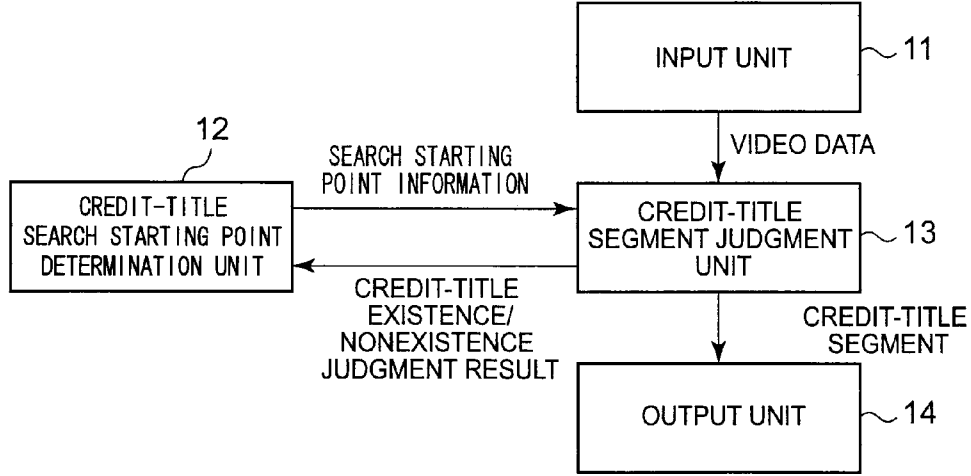 INPUT UNIT
11
VIDEO DATA
12
SEARCH STARTING
POINT INFORMATION
CREDIT-TITLE
SEARCH STARTING POINT
DETERMINATION UNIT
CREDIT-TITLE
SEGMENT JUDGMENT
UNIT
13
CREDIT-TITLE
EXISTENCE/
NONEXISTENCE
JUDGMENT RESULT
CREDIT-TITLE
SEGMENT
OUTPUT UNIT
14